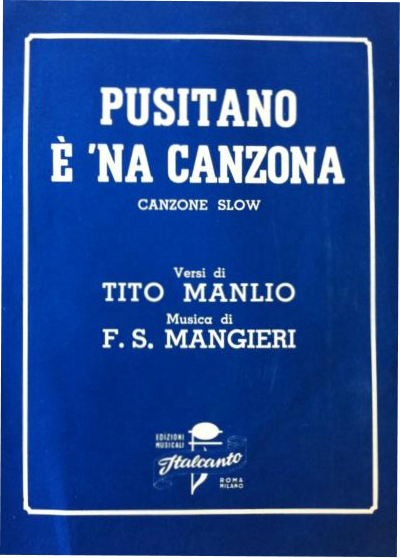 PUSITANO
È 'NA CANZONA
CANZONE SLOW
Versi di
TITO MANLIO
Musica di
F. S. MANGIERI
EDIZIONI
MUSICALI
Italcanto
ROMA
MILANO